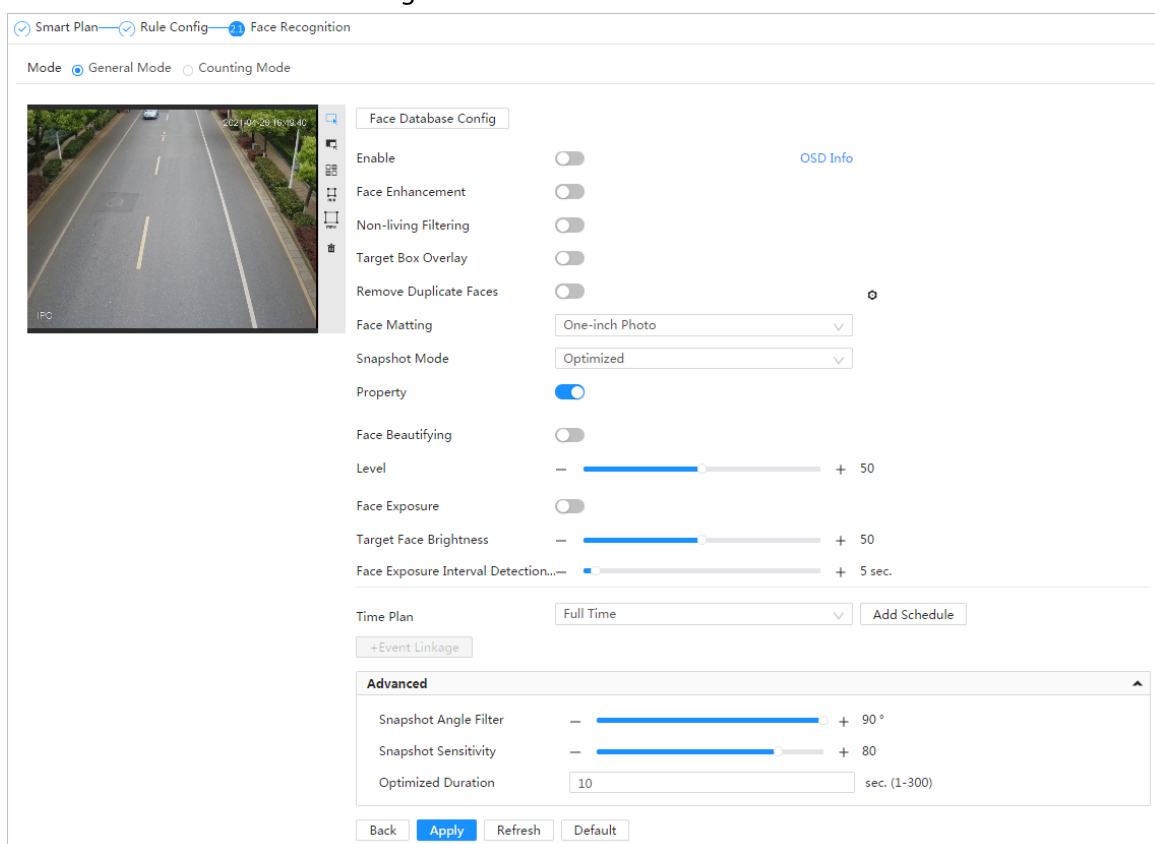 Smart Plan Rule Config 2.1 Face Recognition
Mode General Mode Counting Mode
2021-04-29 16:49:40
IPC
Face Database Config
Enable OSD Info
Face Enhancement
Non-living Filtering
Target Box Overlay
Remove Duplicate Faces
Face Matting One-inch Photo
Snapshot Mode Optimized
Property
Face Beautifying
Level 50
Face Exposure
Target Face Brightness 50
Face Exposure Interval Detection... 5 sec.
Time Plan Full Time Add Schedule
+Event Linkage
Advanced
Snapshot Angle Filter 90 °
Snapshot Sensitivity 80
Optimized Duration 10 sec. (1-300)
Back Apply Refresh Default